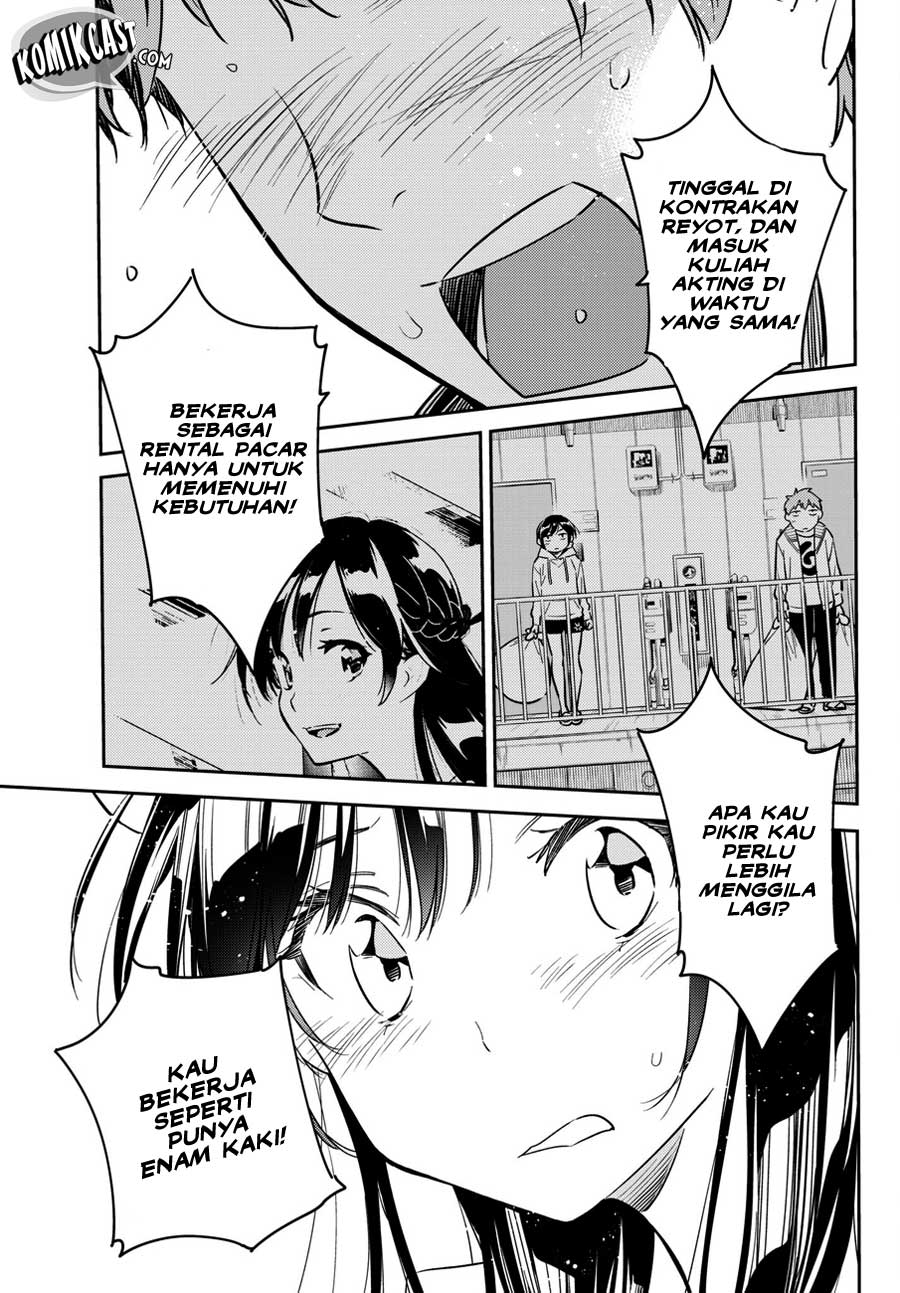 KOMIKCAST
.COM
TINGGAL DI
KONTRAKAN
REYOT, DAN
MASUK
KULIAH
AKTING DI
WAKTU
YANG SAMA!
BEKERJA
SEBAGAI
RENTAL PACAR
HANYA UNTUK
MEMENUHI
KEBUTUHAN!
APA KAU
PIKIR KAU
PERLU
LEBIH
MENGGILA
LAGI?
KAU
BEKERJA
SEPERTI
PUNYA
ENAM KAKI!